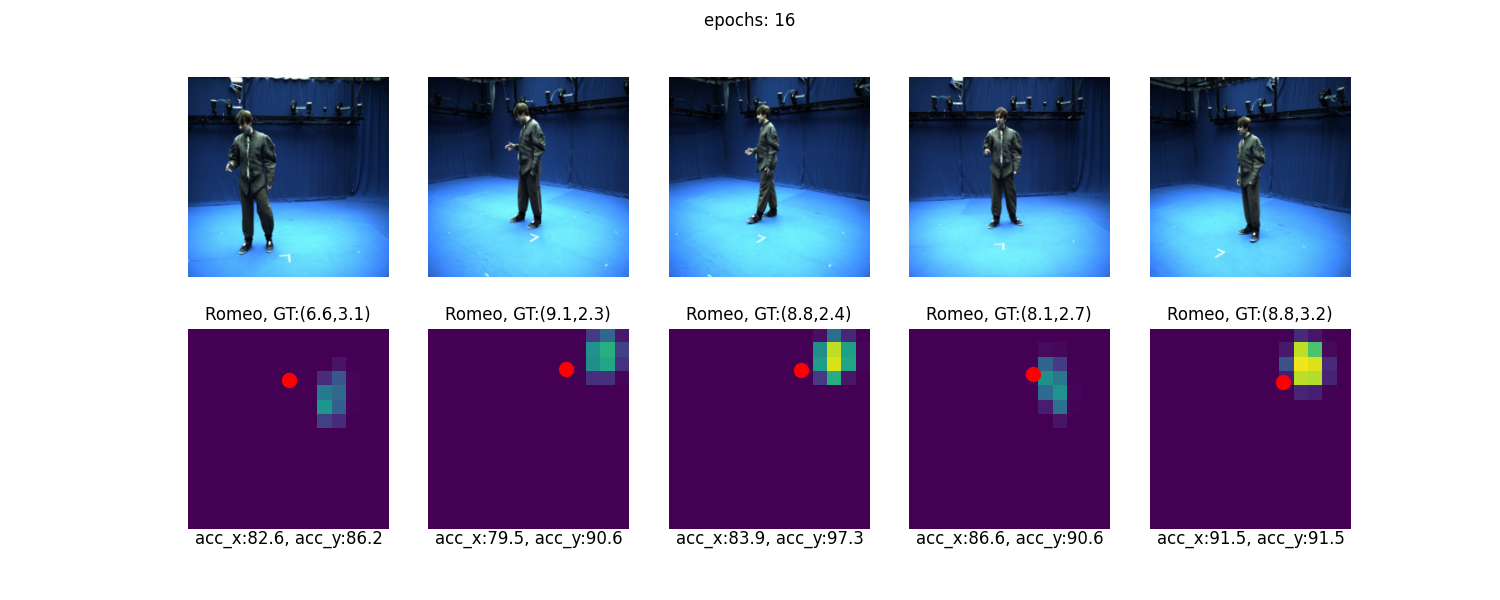 epochs: 16
Romeo, GT:(6.6,3.1)
Romeo, GT:(9.1,2.3)
Romeo, GT:(8.8,2.4)
Romeo, GT:(8.1,2.7)
Romeo, GT:(8.8,3.2)
acc_x:82.6, acc_y:86.2
acc_x:79.5, acc_y:90.6
acc_x:83.9, acc_y:97.3
acc_x:86.6, acc_y:90.6
acc_x:91.5, acc_y:91.5